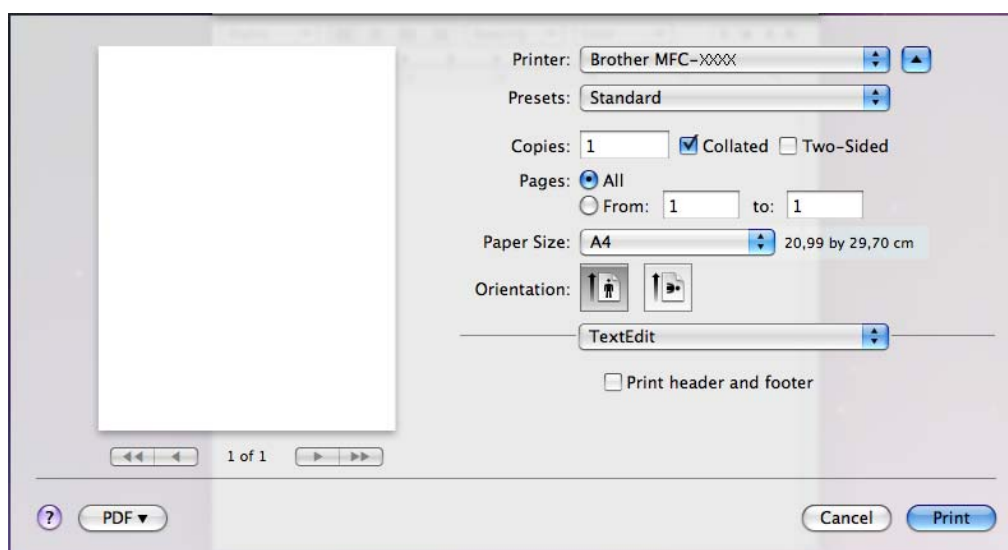 Printer: Brother MFC-XXXX
Presets: Standard
Copies: 1 Collated Two-Sided
Pages: All
From: 1 to: 1
Paper Size: A4 20,99 by 29,70 cm
Orientation:
TextEdit
Print header and footer
1 of 1
? PDF Cancel Print